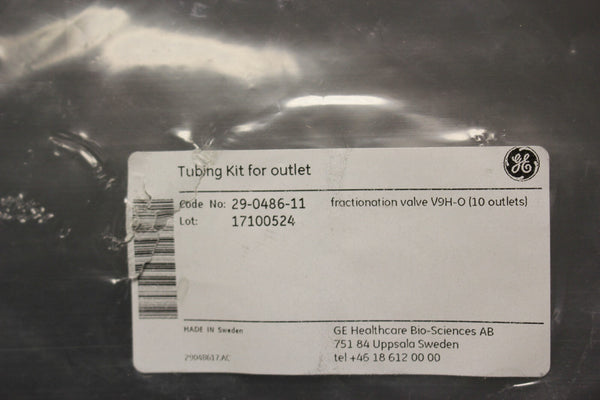 Tubing Kit for outlet
GE
Code No: 29-0486-11 fractionation valve V9H-O (10 outlets)
Lot: 17100524
MADE IN Sweden
GE Healthcare Bio-Sciences AB
751 84 Uppsala Sweden
29048617.AC
tel +46 18 612 00 00